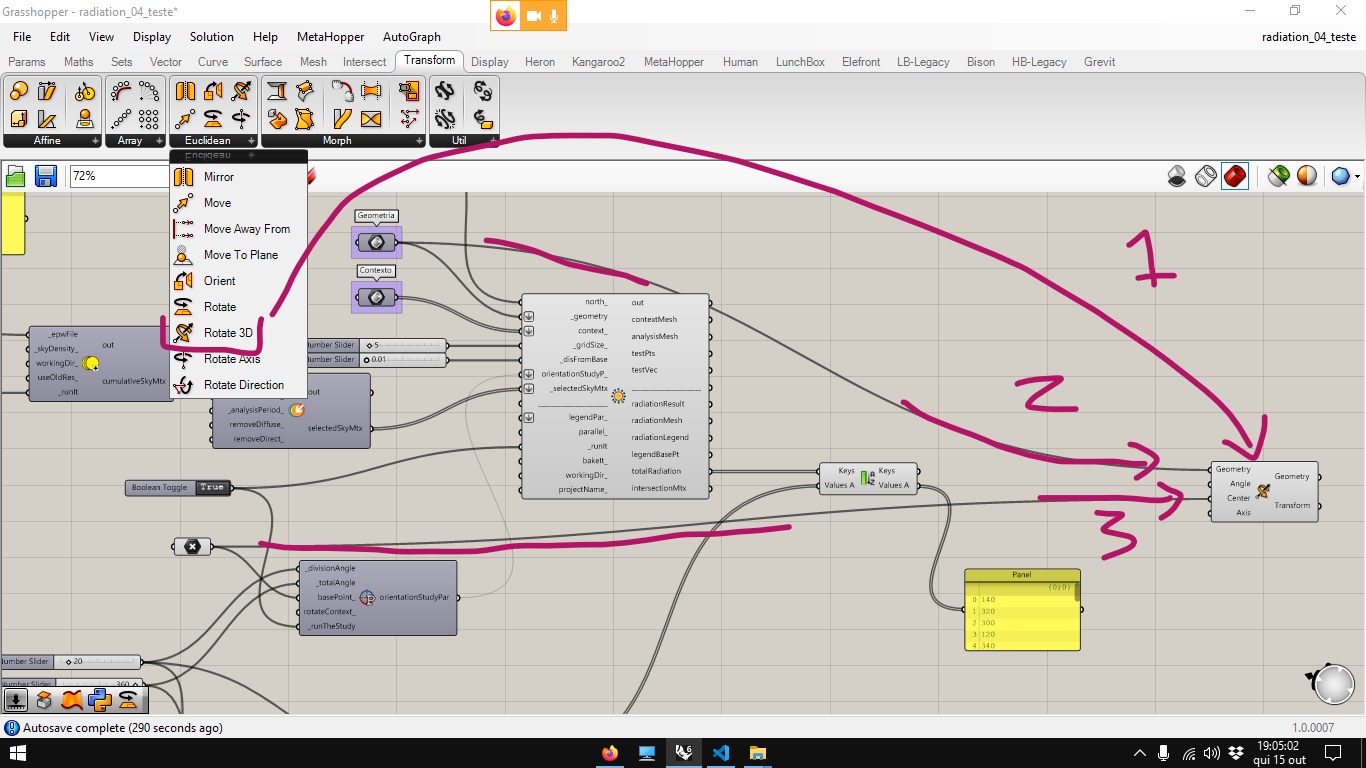 Grasshopper - radiation_04_teste*
File Edit View Display Solution Help MetaHopper AutoGraph radiation_04_teste
Params Maths Sets Vector Curve Surface Mesh Intersect Transform Display Heron Kangaroo2 MetaHopper Human LunchBox Elefront LB-Legacy Bison HB-Legacy Grevit
Affine Array Euclidean Morph Util
Euclidean
72%
Mirror
Move
Move Away From
Move To Plane
Orient
Rotate
Rotate 3D
Rotate Axis
Rotate Direction
Geometria
Contexto
1
2
3
_epwFile
_skyDensity_
workingDir_
useOldRes_
_runIt
out
cumulativeSkyMtx
Number Slider 5
Number Slider 0.01
_analysisPeriod_
removeDiffuse_
removeDirect_
out
selectedSkyMtx
north_
_geometry
context_
_gridSize_
_disFromBase
orientationStudyP_
_selectedSkyMtx
legendPar_
parallel_
_runIt
bakeIt_
workingDir_
projectName_
out
contextMesh
analysisMesh
testPts
testVec
radiationResult
radiationMesh
radiationLegend
legendBasePt
totalRadiation
intersectionMtx
Boolean Toggle True
Keys Keys
Values A Values A
Geometry
Angle
Center
Axis
Geometry
Transform
_divisionAngle
_totalAngle
basePoint_
rotateContext_
_runTheStudy
orientationStudyPar
Panel
{0;0}
0 140
1 320
2 300
3 120
4 340
Number Slider 20
Number Slider 360
Autosave complete (290 seconds ago) 1.0.0007
19:05:02
qui 15 out